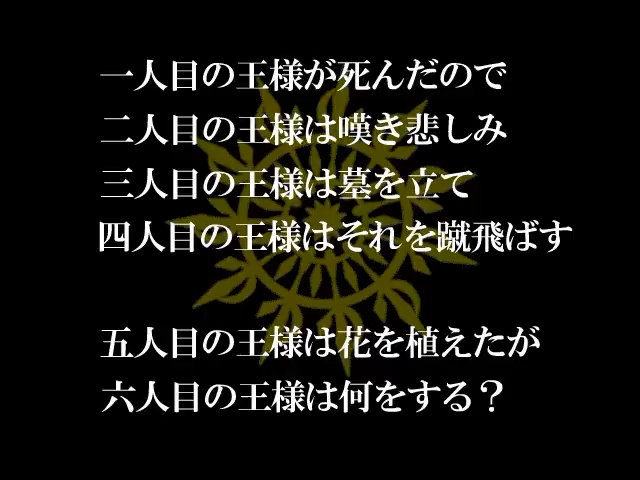 一人目の王様が死んだので
二人目の王様は嘆き悲しみ
三人目の王様は墓を立て
四人目の王様はそれを蹴飛ばす
五人目の王様は花を植えたが
六人目の王様は何をする？